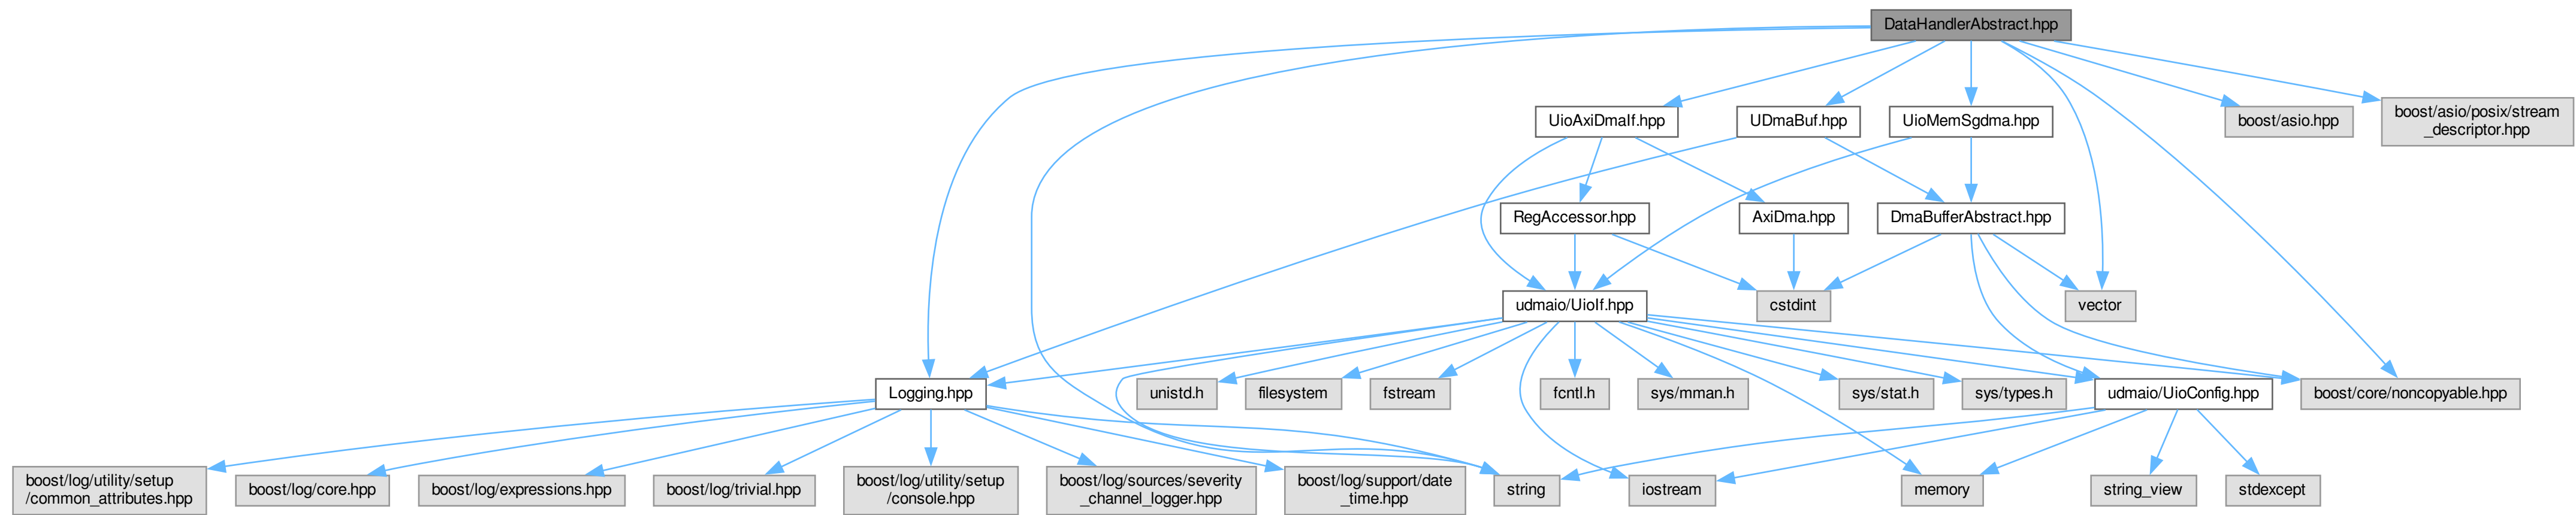 DataHandlerAbstract.hpp
UioAxiDmaIf.hpp
UDmaBuf.hpp
UioMemSgdma.hpp
boost/asio.hpp
boost/asio/posix/stream
_descriptor.hpp
RegAccessor.hpp
AxiDma.hpp
DmaBufferAbstract.hpp
udmaio/UioIf.hpp
cstdint
vector
Logging.hpp
unistd.h
filesystem
fstream
fcntl.h
sys/mman.h
sys/stat.h
sys/types.h
udmaio/UioConfig.hpp
boost/core/noncopyable.hpp
boost/log/utility/setup
/common_attributes.hpp
boost/log/core.hpp
boost/log/expressions.hpp
boost/log/trivial.hpp
boost/log/utility/setup
/console.hpp
boost/log/sources/severity
_channel_logger.hpp
boost/log/support/date
_time.hpp
string
iostream
memory
string_view
stdexcept